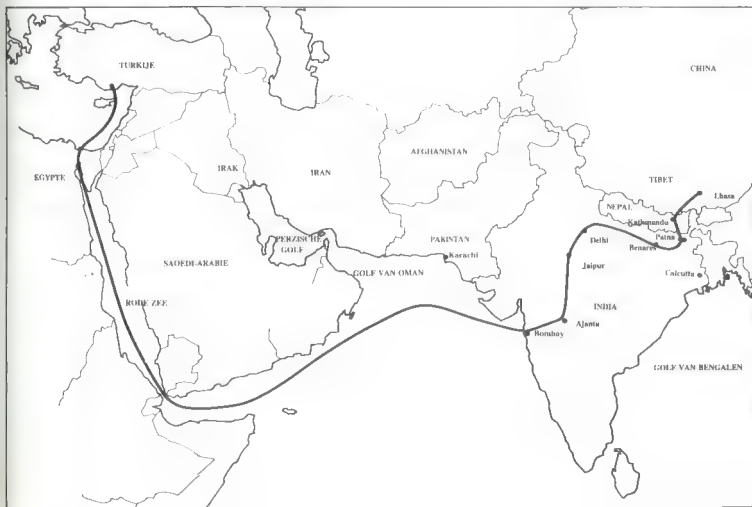 TURKIJE
CHINA
AFGHANISTAN
IRAK
IRAN
EGYPTE
TIBET
Lhasa
NEPAL
Kathmandu
PERZISCHE
GOLF
PAKISTAN
Delhi
Benares
Patna
SAOEDI-ARABIE
Karachi
GOLF VAN OMAN
Jaipur
Calcutta
RODE ZEE
INDIA
Ajanta
Bombay
GOLF VAN BENGALEN